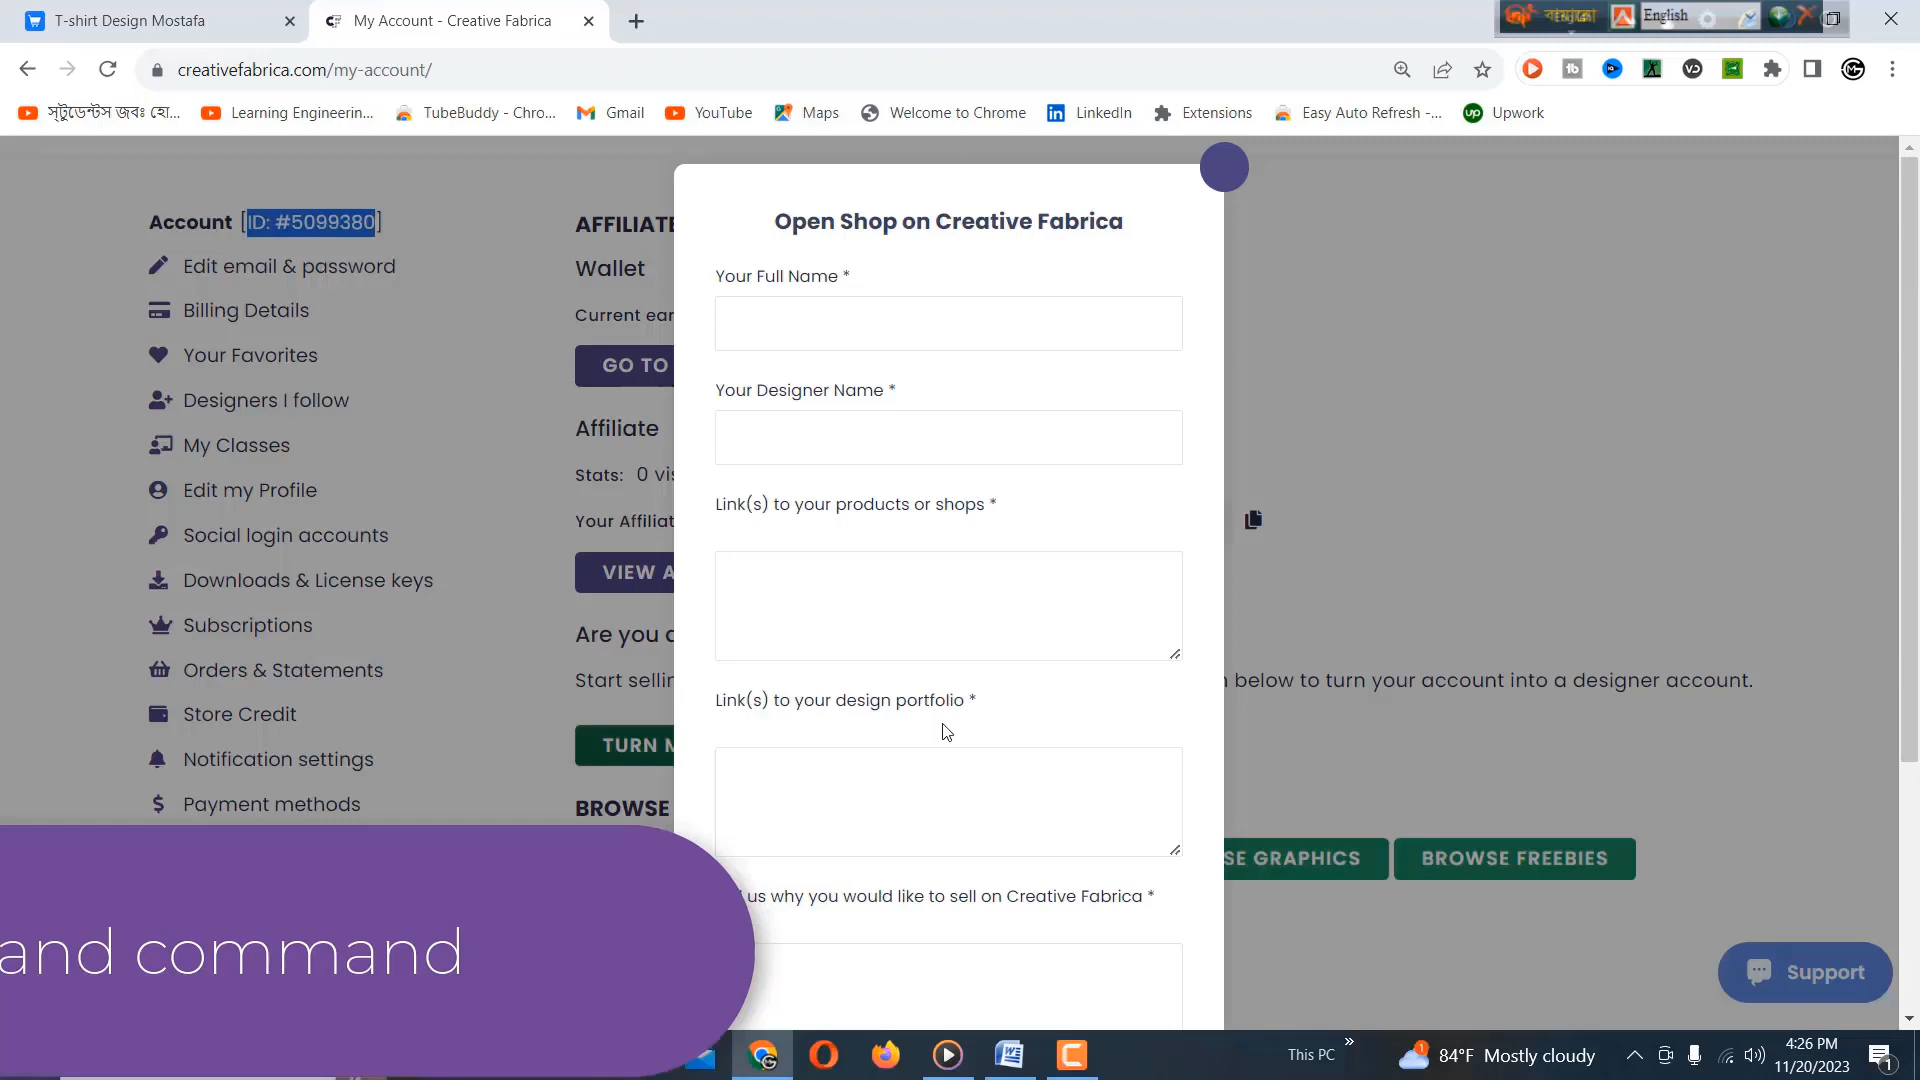 T-shirt Design Mostafa
My Account - Creative Fabrica
English
creativefabrica.com/my-account/
স্টুডেন্টস জবঃ হো...
Learning Engineerin...
TubeBuddy - Chro...
Gmail
YouTube
Maps
Welcome to Chrome
LinkedIn
Extensions
Easy Auto Refresh -...
Upwork
Account [ID: #5099380]
Edit email & password
Billing Details
Your Favorites
Designers I follow
My Classes
Edit my Profile
Social login accounts
Downloads & License keys
Subscriptions
Orders & Statements
Store Credit
Notification settings
Payment methods
AFFILIATE
Wallet
Current ear
GO TO
Affiliate
Stats: 0 vis
Your Affiliat
VIEW A
Are you
Start sellin
below to turn your account into a designer account.
TURN M
BROWSE
SE GRAPHICS
BROWSE FREEBIES
Open Shop on Creative Fabrica
Your Full Name *
Your Designer Name *
Link(s) to your products or shops *
Link(s) to your design portfolio *
us why you would like to sell on Creative Fabrica *
and command
Support
This PC
84°F Mostly cloudy
4:26 PM
11/20/2023
1